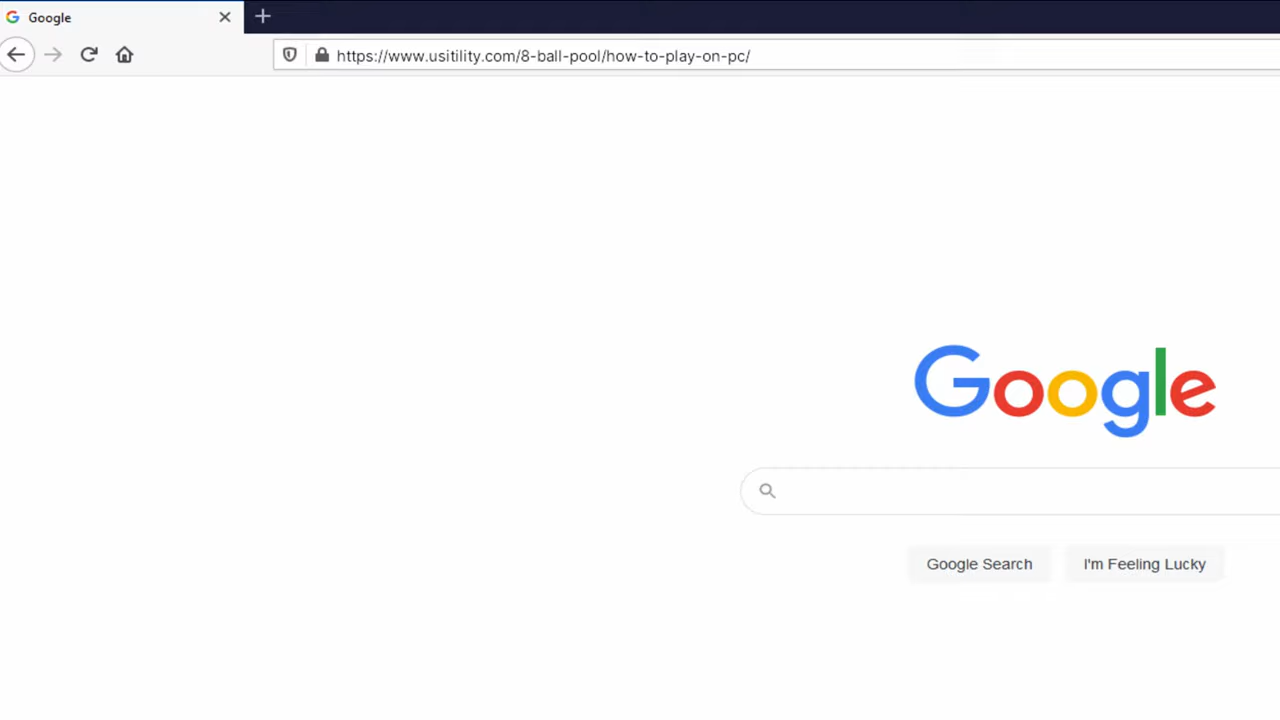 Google
https://www.usitility.com/8-ball-pool/how-to-play-on-pc/
Google
Google Search
I'm Feeling Lucky